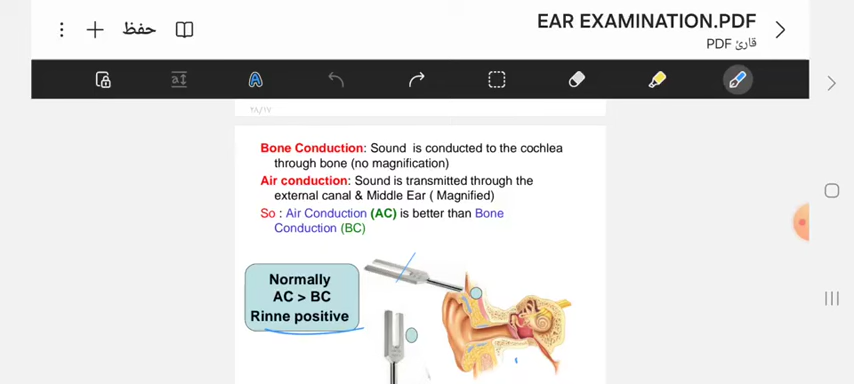 EAR EXAMINATION.PDF
قارئ PDF
حفظ
٢٨/١٧
Bone Conduction: Sound is conducted to the cochlea
through bone (no magnification)
Air conduction: Sound is transmitted through the
external canal & Middle Ear ( Magnified)
So : Air Conduction (AC) is better than Bone
Conduction (BC)
Normally
AC > BC
Rinne positive